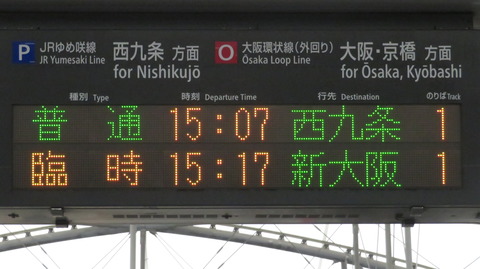 P JRゆめ咲線 西九条 方面 O 大阪環状線(外回り) 大阪・京橋 方面
JR Yumesaki Line for Nishikujō Ōsaka Loop Line for Ōsaka, Kyōbashi
種別 Type 時刻 Departure Time 行先 Destination のりば Track
普通 15:07 西九条 1
臨時 15:17 新大阪 1